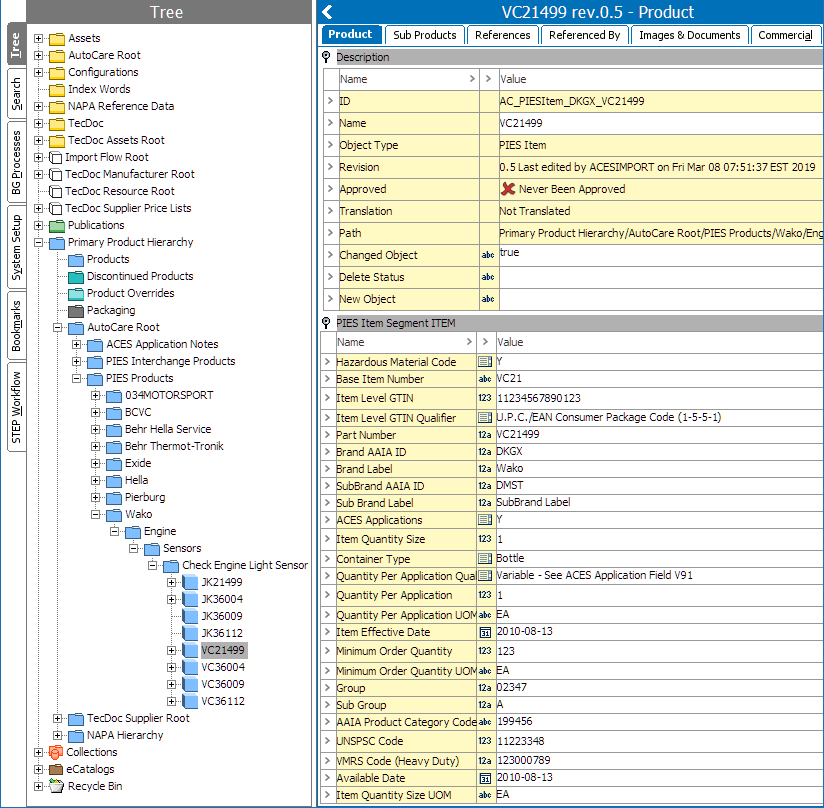 Tree
Search
BG Processes
System Setup
Bookmarks
STEP Workflow
Tree
Assets
AutoCare Root
Configurations
Index Words
NAPA Reference Data
TecDoc
TecDoc Assets Root
Import Flow Root
TecDoc Manufacturer Root
TecDoc Resource Root
TecDoc Supplier Price Lists
Publications
Primary Product Hierarchy
Products
Discontinued Products
Product Overrides
Packaging
AutoCare Root
ACES Application Notes
PIES Interchange Products
PIES Products
034MOTORSPORT
BCVC
Behr Hella Service
Behr Thermot-Tronik
Exide
Hella
Pierburg
Wako
Engine
Sensors
Check Engine Light Sensor
JK21499
JK36004
JK36009
JK36112
VC21499
VC36004
VC36009
VC36112
TecDoc Supplier Root
NAPA Hierarchy
Collections
eCatalogs
Recycle Bin
VC21499 rev.0.5 - Product
Product Sub Products References Referenced By Images & Documents Commercial
Description
Name > > Value
> ID AC_PIESItem_DKGX_VC21499
> Name VC21499
> Object Type PIES Item
> Revision 0.5 Last edited by ACESIMPORT on Fri Mar 08 07:51:37 EST 2019
> Approved Never Been Approved
> Translation Not Translated
> Path Primary Product Hierarchy/AutoCare Root/PIES Products/Wako/Eng
> Changed Object abc true
> Delete Status abc
> New Object abc
PIES Item Segment ITEM
Name > > Value
> Hazardous Material Code Y
> Base Item Number abc VC21
> Item Level GTIN 123 11234567890123
> Item Level GTIN Qualifier U.P.C./EAN Consumer Package Code (1-5-5-1)
> Part Number 12a VC21499
> Brand AAIA ID 12a DKGX
> Brand Label 12a Wako
> SubBrand AAIA ID 12a DMST
> Sub Brand Label 12a SubBrand Label
> ACES Applications Y
> Item Quantity Size 123 1
> Container Type Bottle
> Quantity Per Application Qua Variable - See ACES Application Field V91
> Quantity Per Application 123 1
> Quantity Per Application UOM abc EA
> Item Effective Date 31 2010-08-13
> Minimum Order Quantity 123 123
> Minimum Order Quantity UOM abc EA
> Group 12a 02347
> Sub Group 12a A
> AAIA Product Category Code abc 199456
> UNSPSC Code 123 11223348
> VMRS Code (Heavy Duty) 12a 123000789
> Available Date 31 2010-08-13
> Item Quantity Size UOM abc EA